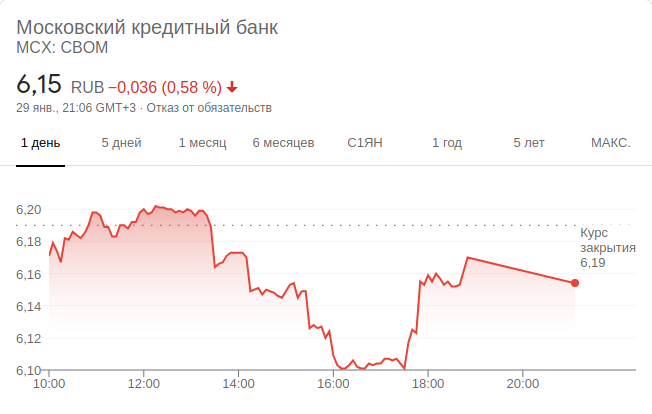 Московский кредитный банк
MCX: CBOM
6,15 RUB −0,036 (0,58 %)
29 янв., 21:06 GMT+3 · Отказ от обязательств
1 день 5 дней 1 месяц 6 месяцев С1ЯН 1 год 5 лет МАКС.
6,20
Курс
закрытия
6,19
6,18
6,16
6,14
6,12
6,10
10:00 12:00 14:00 16:00 18:00 20:00